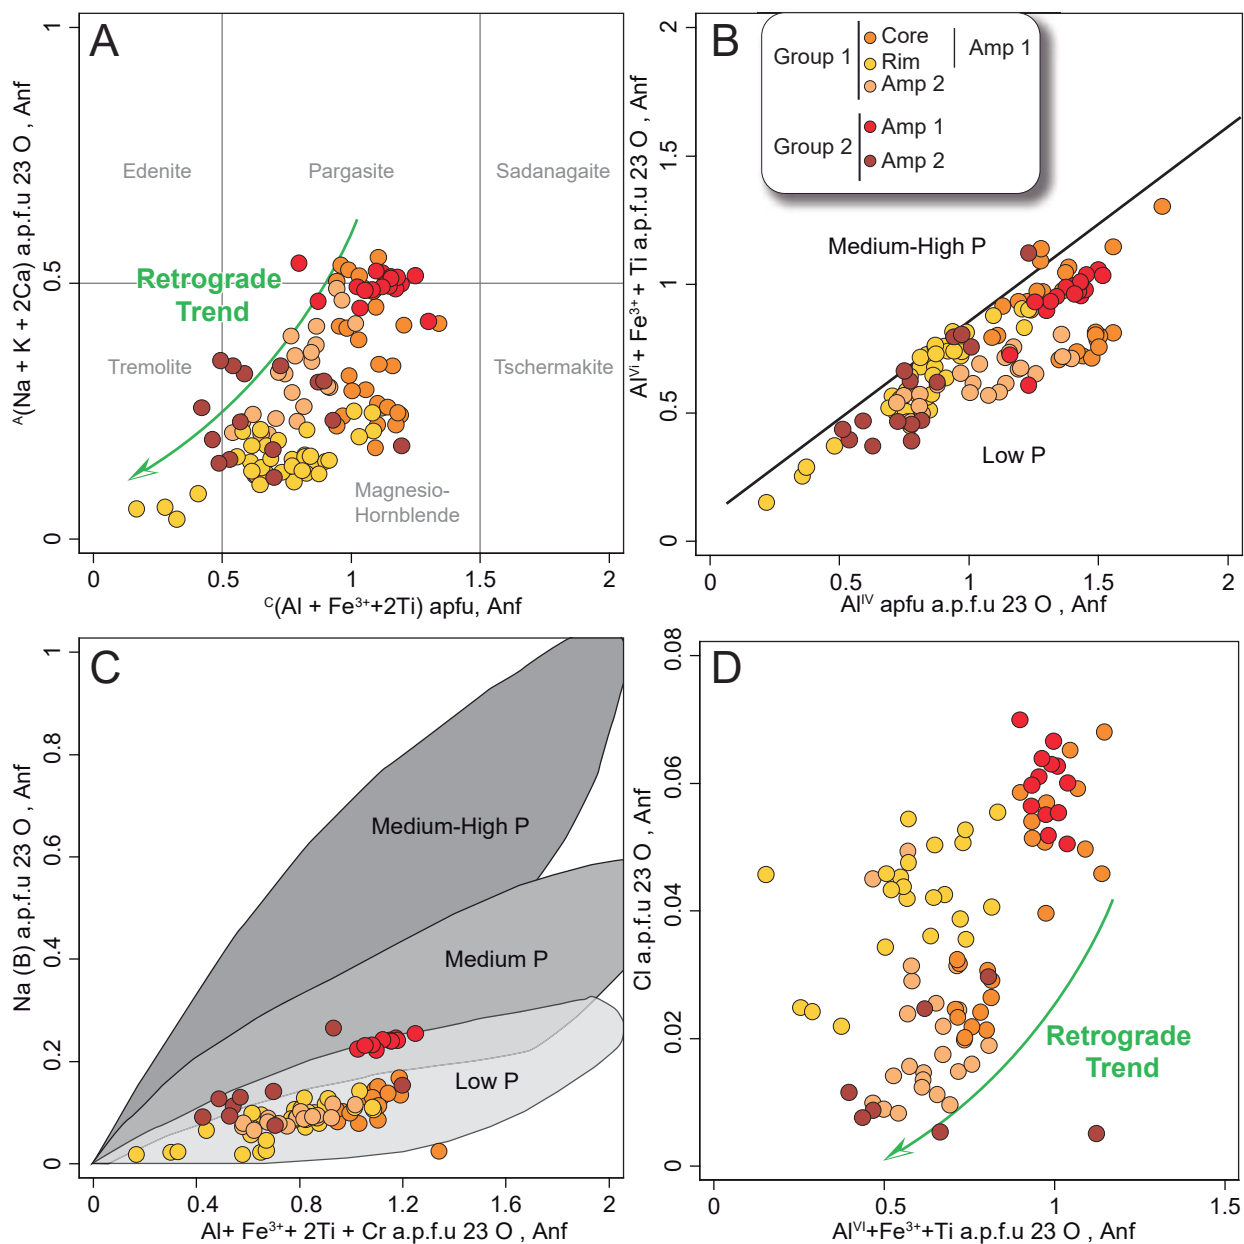 A
1
0.5
0
0
0.5
1
1.5
2
ᴬ(Na + K + 2Ca) a.p.f.u 23 O , Anf
ᶜ(Al + Fe³⁺+2Ti) apfu, Anf
Edenite
Pargasite
Sadanagaite
Retrograde
Trend
Tremolite
Tschermakite
Magnesio-
Hornblende
B
2
1.5
1
0.5
0
0
0.5
1
1.5
2
Alⱽⁱ+ Fe³⁺+ Ti a.p.f.u 23 O , Anf
Alᴵⱽ apfu a.p.f.u 23 O , Anf
Group 1
Core
Rim
Amp 1
Amp 2
Group 2
Amp 1
Amp 2
Medium-High P
Low P
C
1
0.8
0.6
0.4
0.2
0
0
0.4
0.8
1.2
1.6
2
Na (B) a.p.f.u 23 O , Anf
Al+ Fe³⁺+ 2Ti + Cr a.p.f.u 23 O , Anf
Medium-High P
Medium P
Low P
D
0.08
0.06
0.04
0.02
0
0
0.5
1
1.5
Cl a.p.f.u 23 O , Anf
Alⱽᴵ+Fe³⁺+Ti a.p.f.u 23 O , Anf
Retrograde
Trend